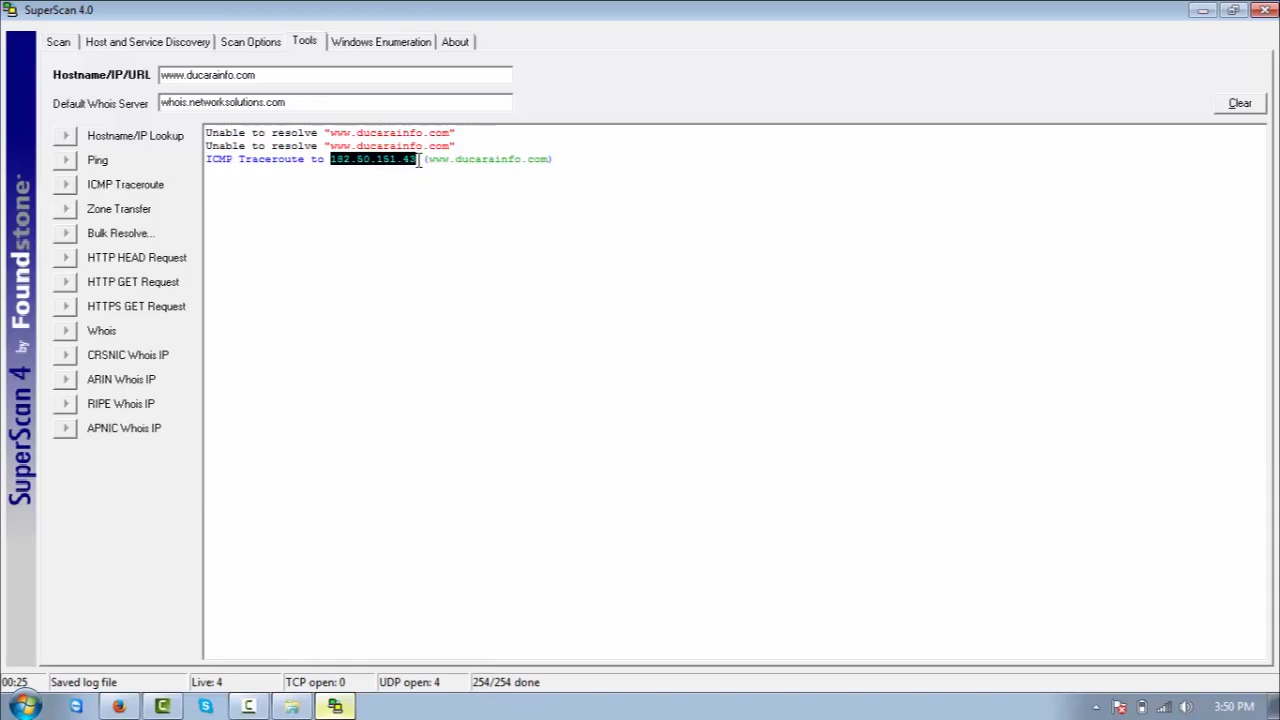 SuperScan 4.0
Scan
Host and Service Discovery
Scan Options
Tools
Windows Enumeration
About
Hostname/IP/URL
www.ducarainfo.com
Default Whois Server
whois.networksolutions.com
Clear
Hostname/IP Lookup
Ping
ICMP Traceroute
Zone Transfer
Bulk Resolve...
HTTP HEAD Request
HTTP GET Request
HTTPS GET Request
Whois
CRSNIC Whois IP
ARIN Whois IP
RIPE Whois IP
APNIC Whois IP
Unable to resolve "www.ducarainfo.com"
Unable to resolve "www.ducarainfo.com"
ICMP Traceroute to 182.50.151.43 (www.ducarainfo.com)
SuperScan 4 by Foundstone
00:25
Saved log file
Live: 4
TCP open: 0
UDP open: 4
254/254 done
3:50 PM